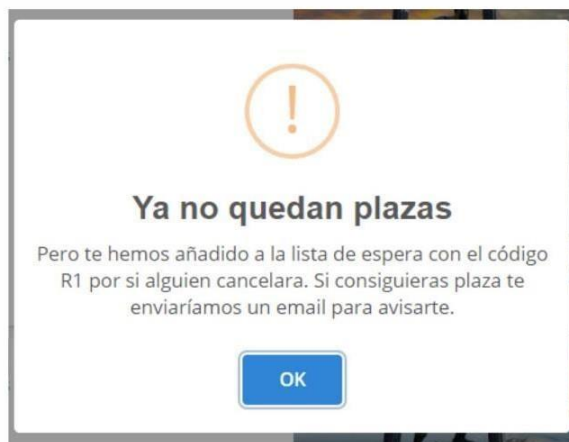 !
Ya no quedan plazas
Pero te hemos añadido a la lista de espera con el código
R1 por si alguien cancelara. Si consiguieras plaza te
enviaríamos un email para avisarte.
OK